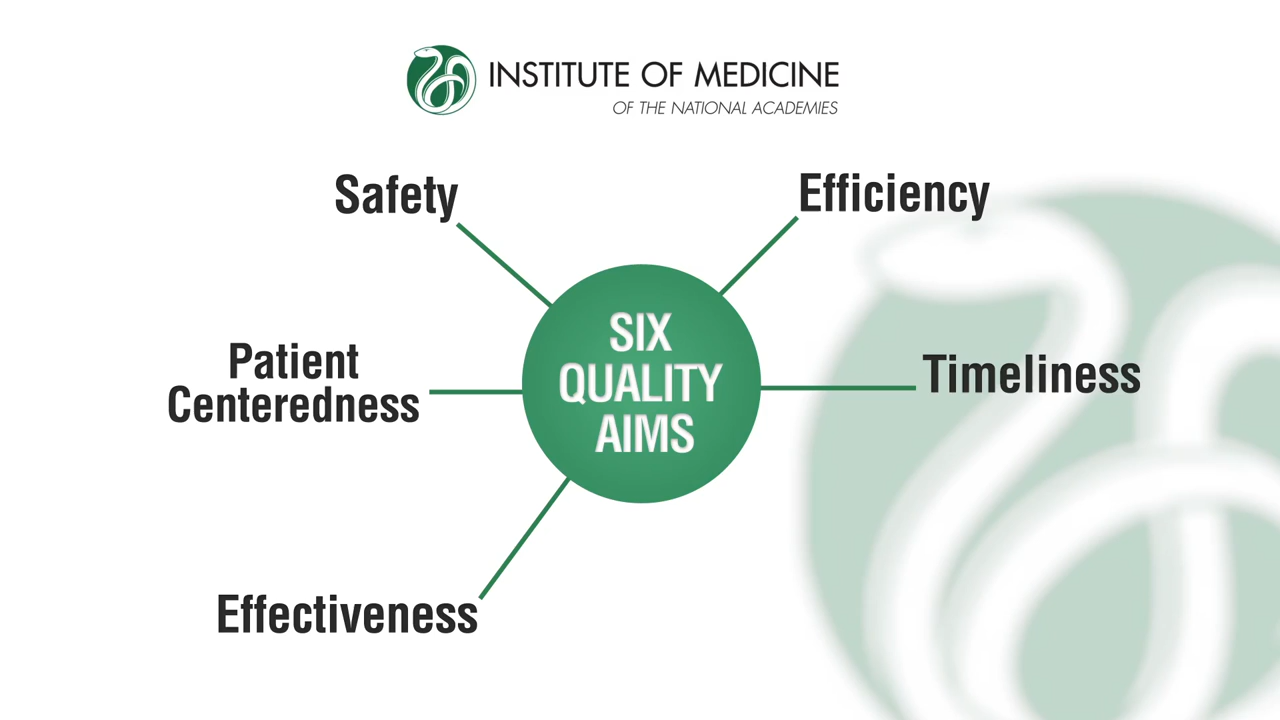 INSTITUTE OF MEDICINE
OF THE NATIONAL ACADEMIES
Safety
Efficiency
Patient
Centeredness
SIX
QUALITY
AIMS
Timeliness
Effectiveness